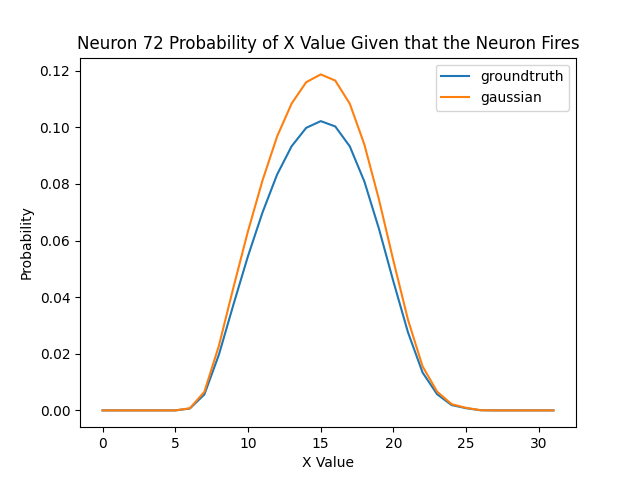 Neuron 72 Probability of X Value Given that the Neuron Fires
groundtruth
gaussian
0.12
0.10
0.08
0.06
0.04
0.02
0.00
Probability
0 5 10 15 20 25 30
X Value